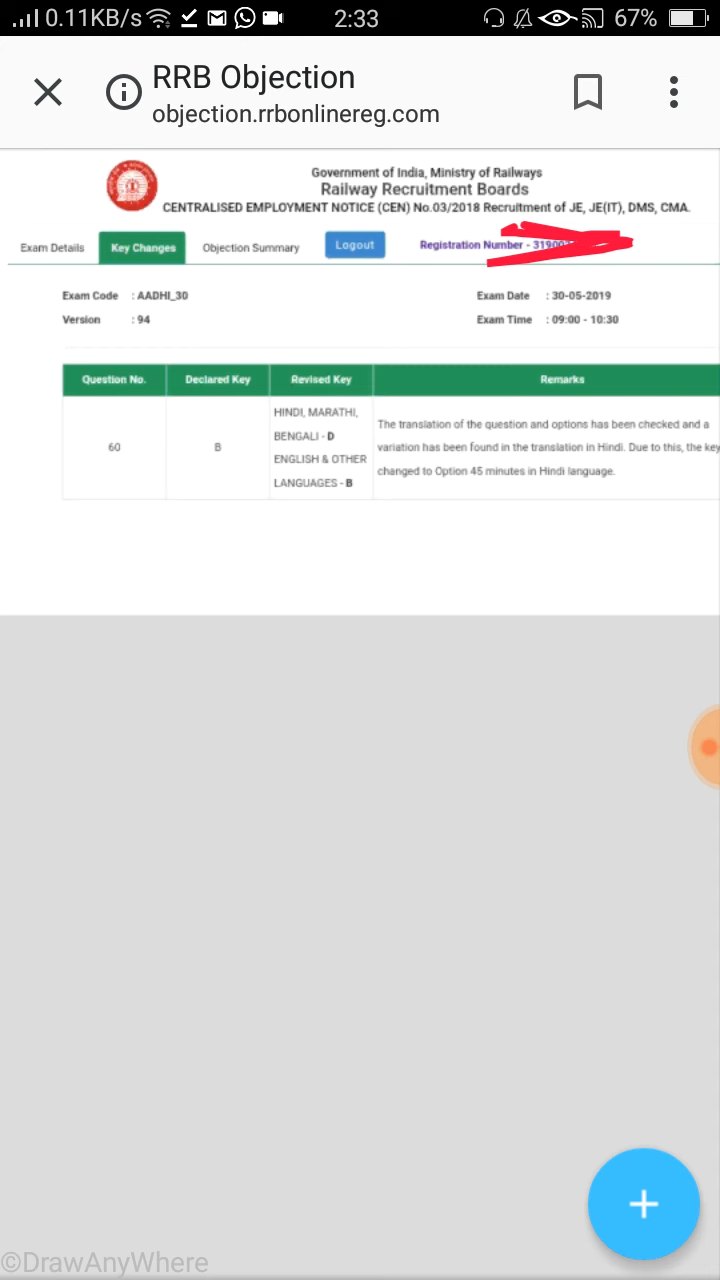 0.11KB/s 2:33 67%
RRB Objection
objection.rrbonlinereg.com
Government of India, Ministry of Railways
Railway Recruitment Boards
CENTRALISED EMPLOYMENT NOTICE (CEN) No.03/2018 Recruitment of JE, JE(IT), DMS, CMA.
Exam Details Key Changes Objection Summary Logout Registration Number -
Exam Code : AADHI_30 Exam Date : 30-05-2019
Version : 94 Exam Time : 09:00 - 10:30
Question No. Declared Key Revised Key Remarks
60 B
HINDI, MARATHI,
BENGALI - D
ENGLISH & OTHER
LANGUAGES - B
The translation of the question and options has been checked and a
variation has been found in the translation in Hindi. Due to this, the key
changed to Option 45 minutes in Hindi language.
©DrawAnyWhere